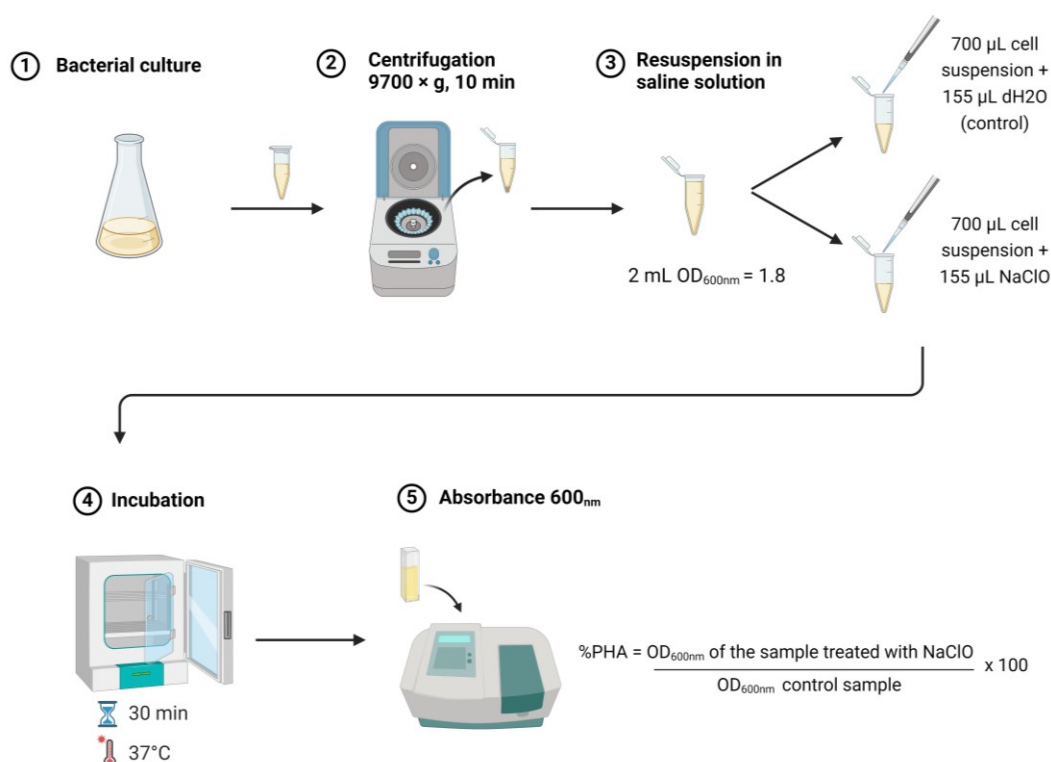 ① Bacterial culture
② Centrifugation
9700 × g, 10 min
③ Resuspension in
saline solution
2 mL OD600nm = 1.8
700 µL cell
suspension +
155 µL dH2O
(control)
700 µL cell
suspension +
155 µL NaClO
④ Incubation
30 min
37°C
⑤ Absorbance 600nm
%PHA = OD600nm of the sample treated with NaClO x 100
OD600nm control sample